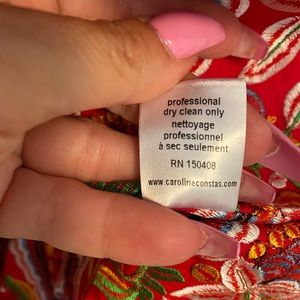 professional
dry clean only
nettoyage
professionnel
à sec seulement
RN 150408
www.carolineconstas.com